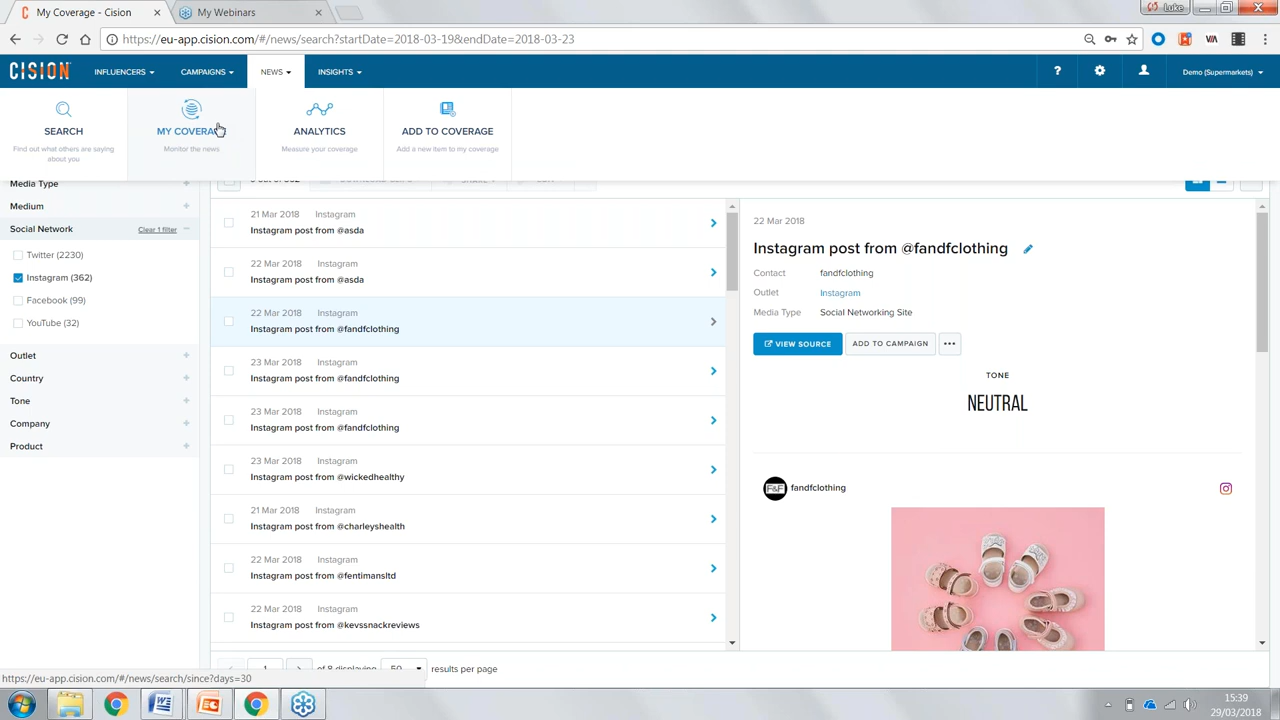 My Coverage - Cision
My Webinars
Luke
https://eu-app.cision.com/#/news/search?startDate=2018-03-19&endDate=2018-03-23
VIA
CISION
INFLUENCERS
CAMPAIGNS
NEWS
INSIGHTS
?
Demo (Supermarkets)
SEARCH
Find out what others are saying
about you
MY COVERAGE
Monitor the news
ANALYTICS
Measure your coverage
ADD TO COVERAGE
Add a new item to my coverage
Media Type
Medium
Social Network
Clear 1 filter
Twitter (2230)
Instagram (362)
Facebook (99)
YouTube (32)
Outlet
Country
Tone
Company
Product
21 Mar 2018 Instagram
Instagram post from @asda
22 Mar 2018 Instagram
Instagram post from @asda
22 Mar 2018 Instagram
Instagram post from @fandfclothing
23 Mar 2018 Instagram
Instagram post from @fandfclothing
23 Mar 2018 Instagram
Instagram post from @fandfclothing
23 Mar 2018 Instagram
Instagram post from @wickedhealthy
21 Mar 2018 Instagram
Instagram post from @charleyshealth
22 Mar 2018 Instagram
Instagram post from @fentimansltd
22 Mar 2018 Instagram
Instagram post from @kevssnackreviews
1 of 8 displaying 50 results per page
22 Mar 2018
Instagram post from @fandfclothing
Contact fandfclothing
Outlet Instagram
Media Type Social Networking Site
VIEW SOURCE
ADD TO CAMPAIGN
TONE
NEUTRAL
F&F
fandfclothing
https://eu-app.cision.com/#/news/search/since?days=30
15:39
29/03/2018